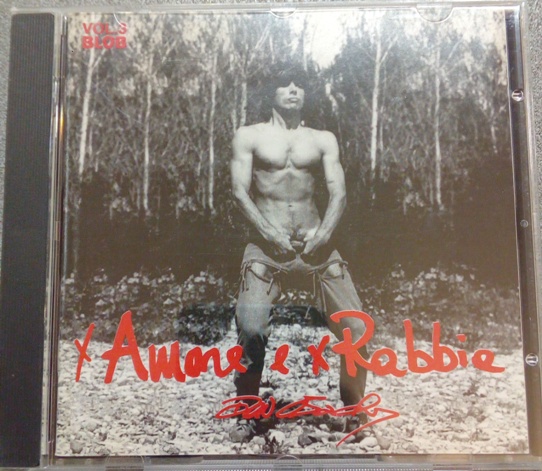 VOL. 3
BLOB
x Amore e x Rabbia